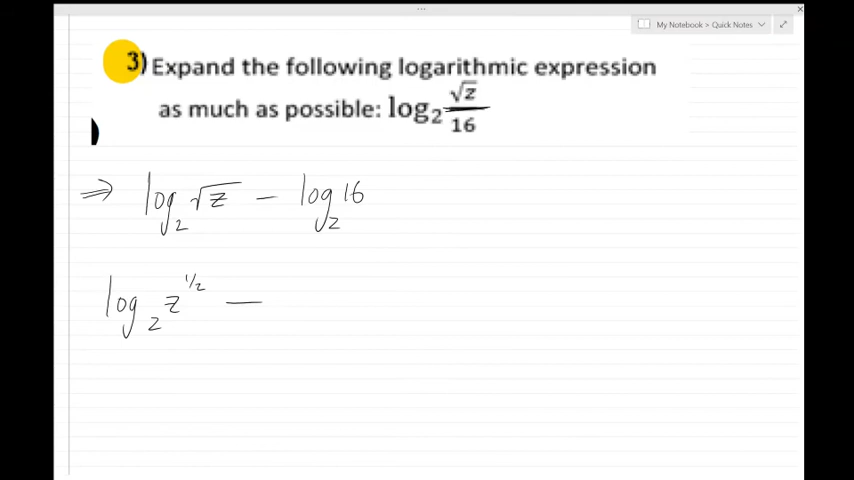 My Notebook > Quick Notes
3) Expand the following logarithmic expression
as much as possible: log₂ √z/16
⇒ log₂ √z − log₂ 16
log₂ z^1/2 −